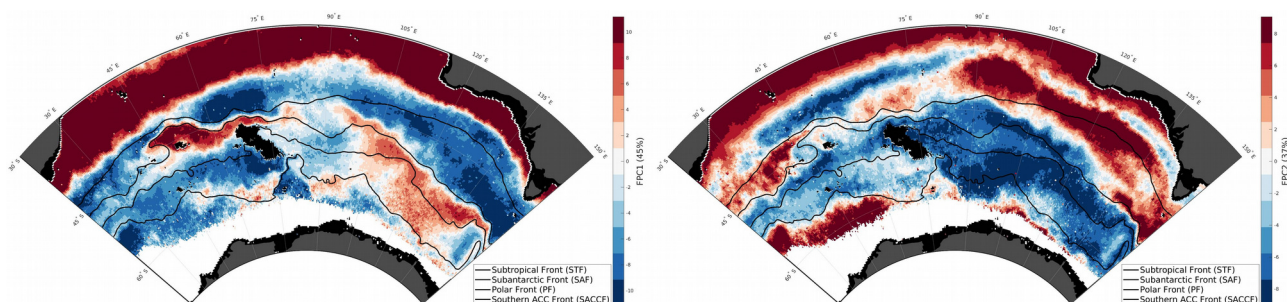 75° E
90° E
60° E
105° E
45° E
120° E
30° E
135° E
30° S
150° E
45° S
60° S
10
8
6
4
2
0
-2
-4
-6
-8
-10
FPC1 (45%)
Subtropical Front (STF)
Subantarctic Front (SAF)
Polar Front (PF)
Southern ACC Front (SACCF)
75° E
90° E
60° E
105° E
45° E
120° E
30° E
135° E
30° S
150° E
45° S
60° S
8
6
4
2
0
-2
-4
-6
-8
FPC2 (37%)
Subtropical Front (STF)
Subantarctic Front (SAF)
Polar Front (PF)
Southern ACC Front (SACCF)